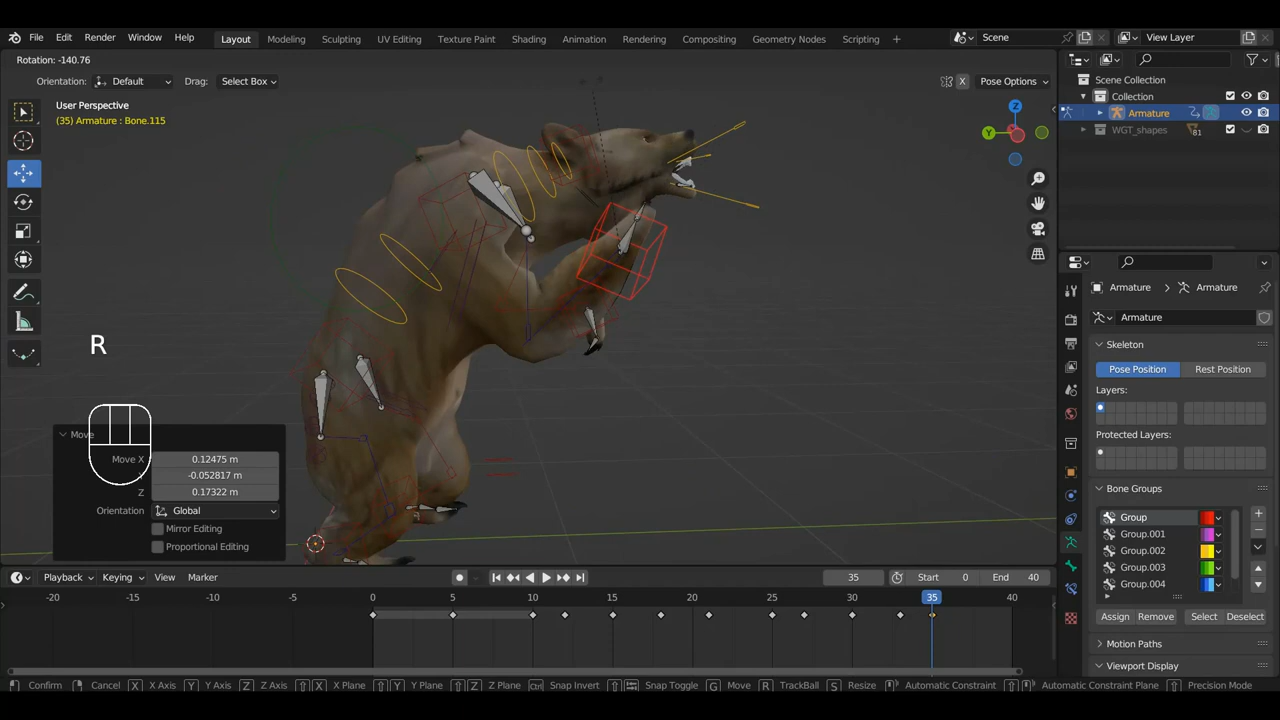 File Edit Render Window Help Layout Modeling Sculpting UV Editing Texture Paint Shading Animation Rendering Compositing Geometry Nodes Scripting + Scene View Layer
Rotation: -140.76
Orientation: Default Drag: Select Box X Pose Options
User Perspective
(35) Armature : Bone.115
Scene Collection
Collection
Armature
WGT_shapes 81
Z
Y
R
Move
Move X 0.12475 m
-0.052817 m
Z 0.17322 m
Orientation Global
Mirror Editing
Proportional Editing
Armature Armature
Armature
Skeleton
Pose Position Rest Position
Layers:
Protected Layers:
Bone Groups
Group
Group.001
Group.002
Group.003
Group.004
Assign Remove Select Deselect
Motion Paths
Viewport Display
Playback Keying View Marker 35 Start 0 End 40
-20 -15 -10 -5 0 5 10 15 20 25 30 35 40
Confirm Cancel X X Axis Y Y Axis Z Z Axis X X Plane Y Y Plane Z Z Plane Ctrl Snap Invert Snap Toggle G Move R TrackBall S Resize Automatic Constraint Automatic Constraint Plane Precision Mode